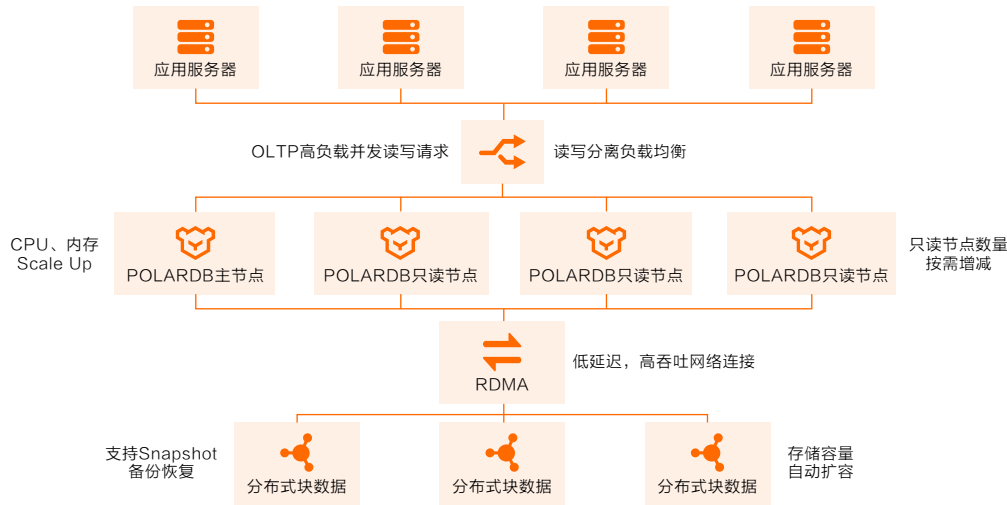 应用服务器
应用服务器
应用服务器
应用服务器
OLTP高负载并发读写请求
读写分离负载均衡
CPU、内存
Scale Up
POLARDB主节点
POLARDB只读节点
POLARDB只读节点
POLARDB只读节点
只读节点数量
按需增减
RDMA
低延迟，高吞吐网络连接
支持Snapshot
备份恢复
分布式块数据
分布式块数据
分布式块数据
存储容量
自动扩容